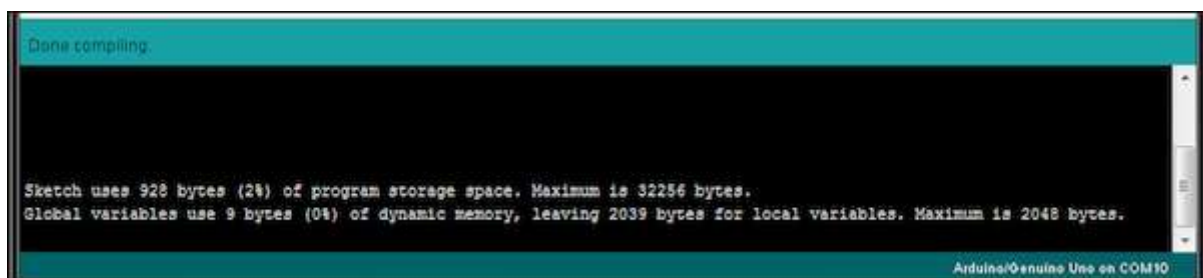 Done compiling.
Sketch uses 928 bytes (2%) of program storage space. Maximum is 32256 bytes.
Global variables use 9 bytes (0%) of dynamic memory, leaving 2039 bytes for local variables. Maximum is 2048 bytes.
Arduino/Genuino Uno on COM10